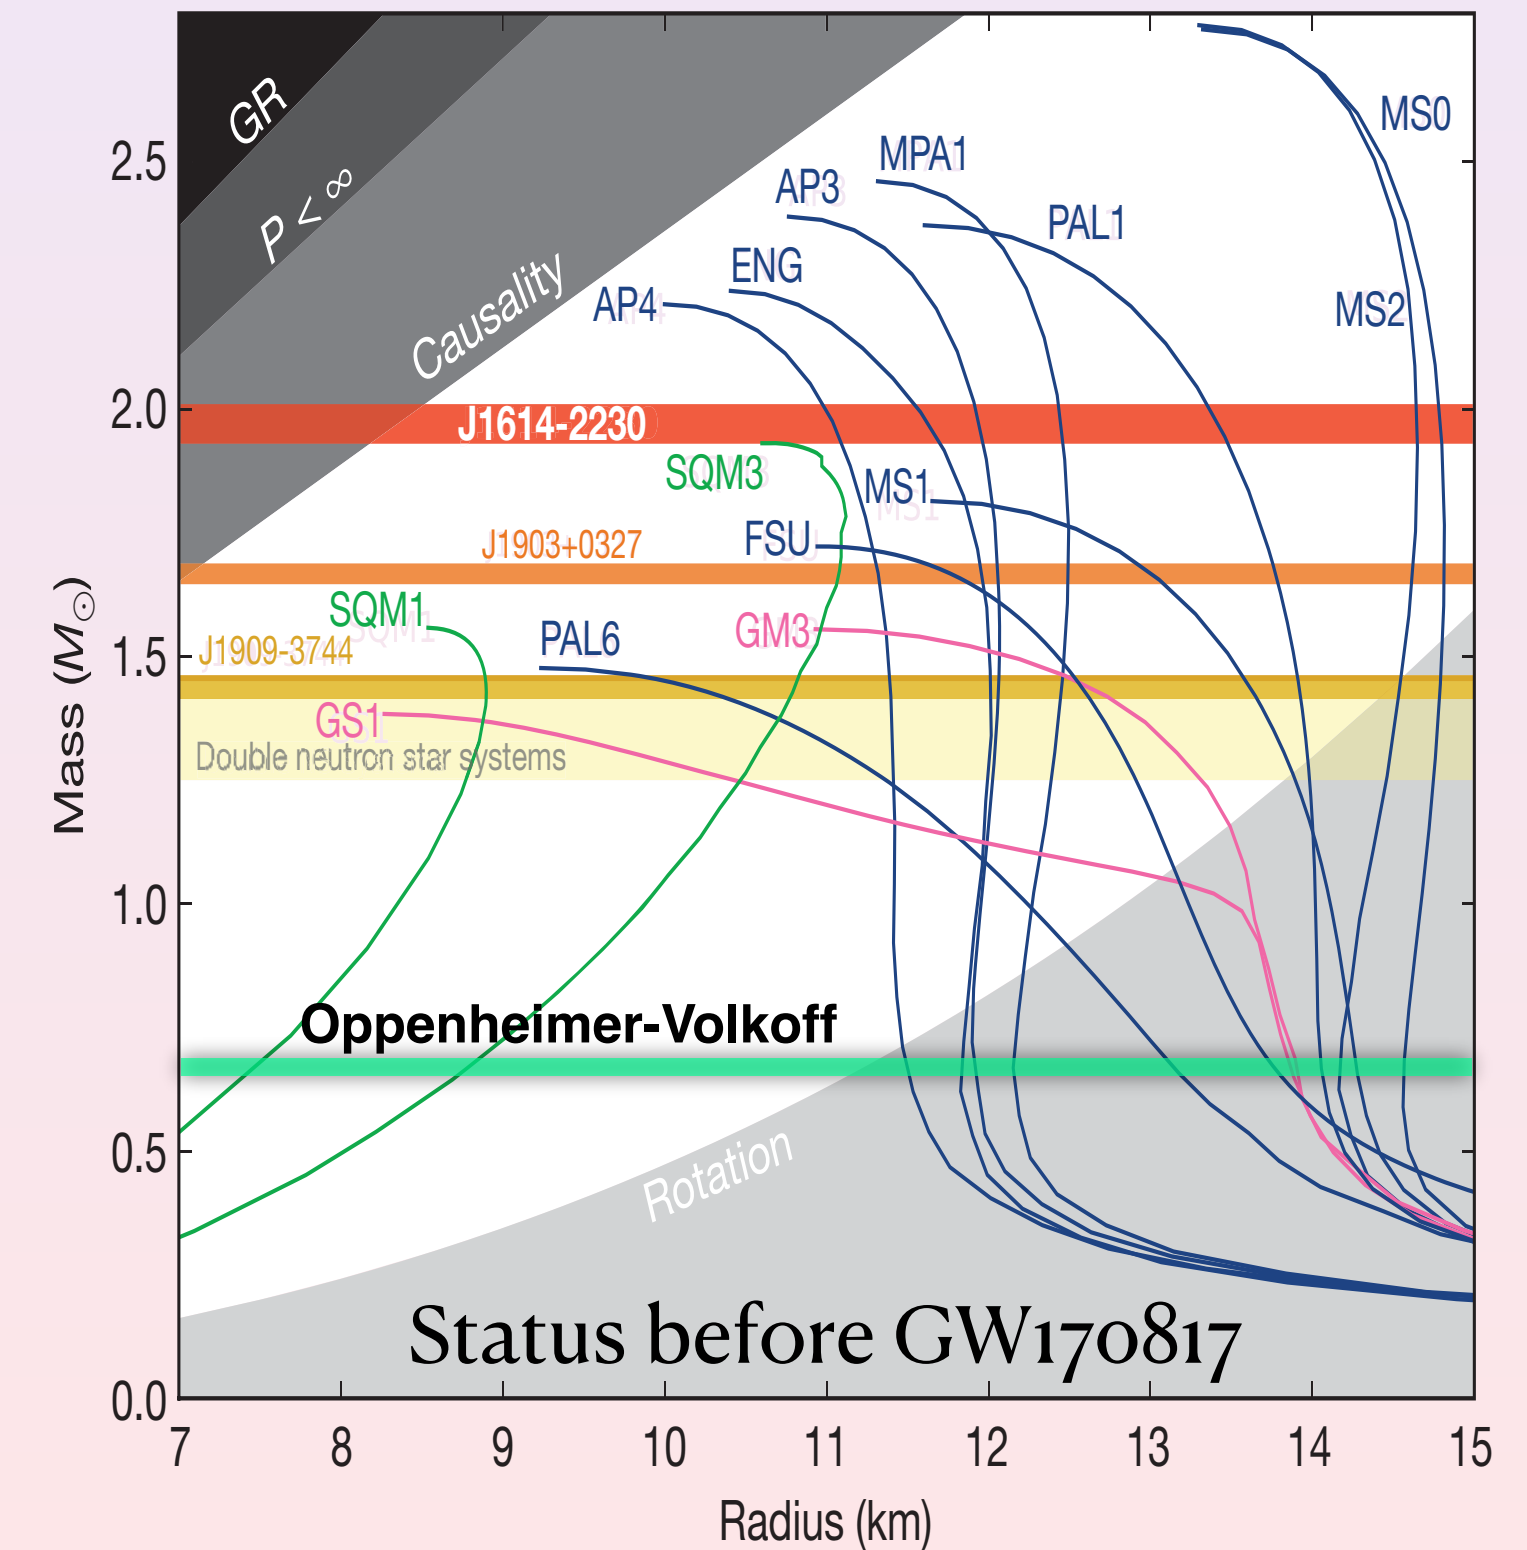 GR
P < ∞
Causality
MS0
MPA1
AP3
PAL1
ENG
AP4
MS2
J1614-2230
SQM3
MS1
FSU
J1903+0327
SQM1
GM3
PAL6
J1909-3744
GS1
Double neutron star systems
Oppenheimer-Volkoff
Rotation
Status before GW170817
2.5
2.0
1.5
1.0
0.5
0.0
Mass (M☉)
7 8 9 10 11 12 13 14 15
Radius (km)